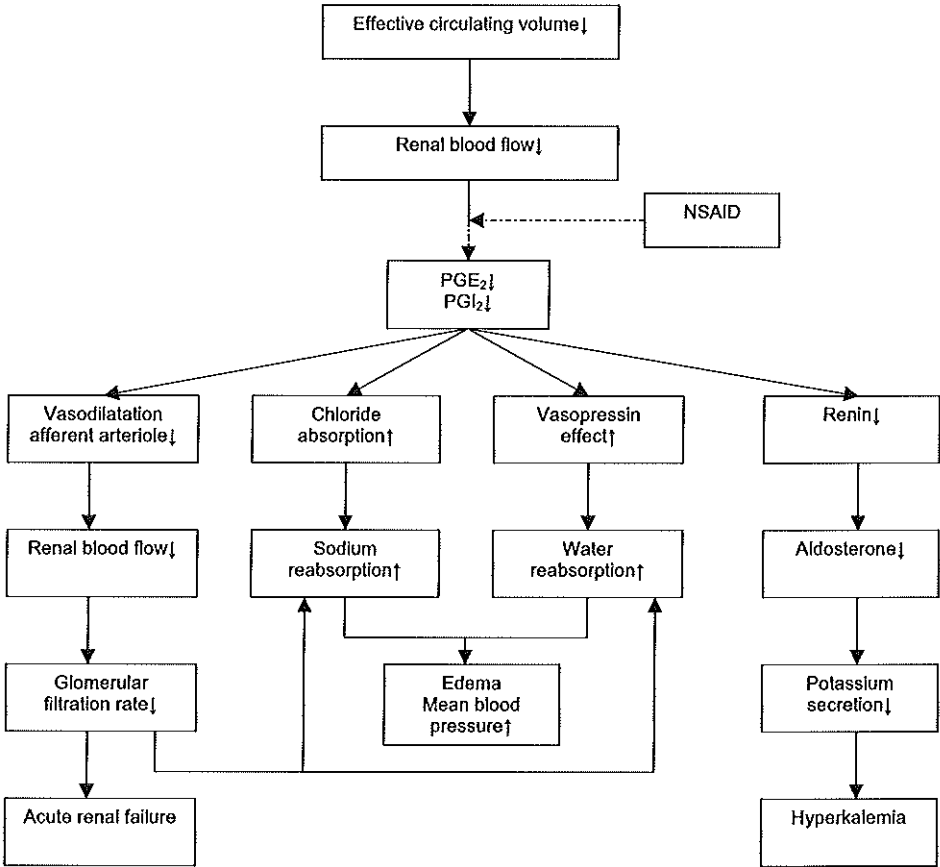 Effective circulating volume↓
Renal blood flow↓
NSAID
PGE₂↓
PGI₂↓
Vasodilatation
afferent arteriole↓
Chloride
absorption↑
Vasopressin
effect↑
Renin↓
Renal blood flow↓
Sodium
reabsorption↑
Water
reabsorption↑
Aldosterone↓
Glomerular
filtration rate↓
Edema
Mean blood
pressure↑
Potassium
secretion↓
Acute renal failure
Hyperkalemia